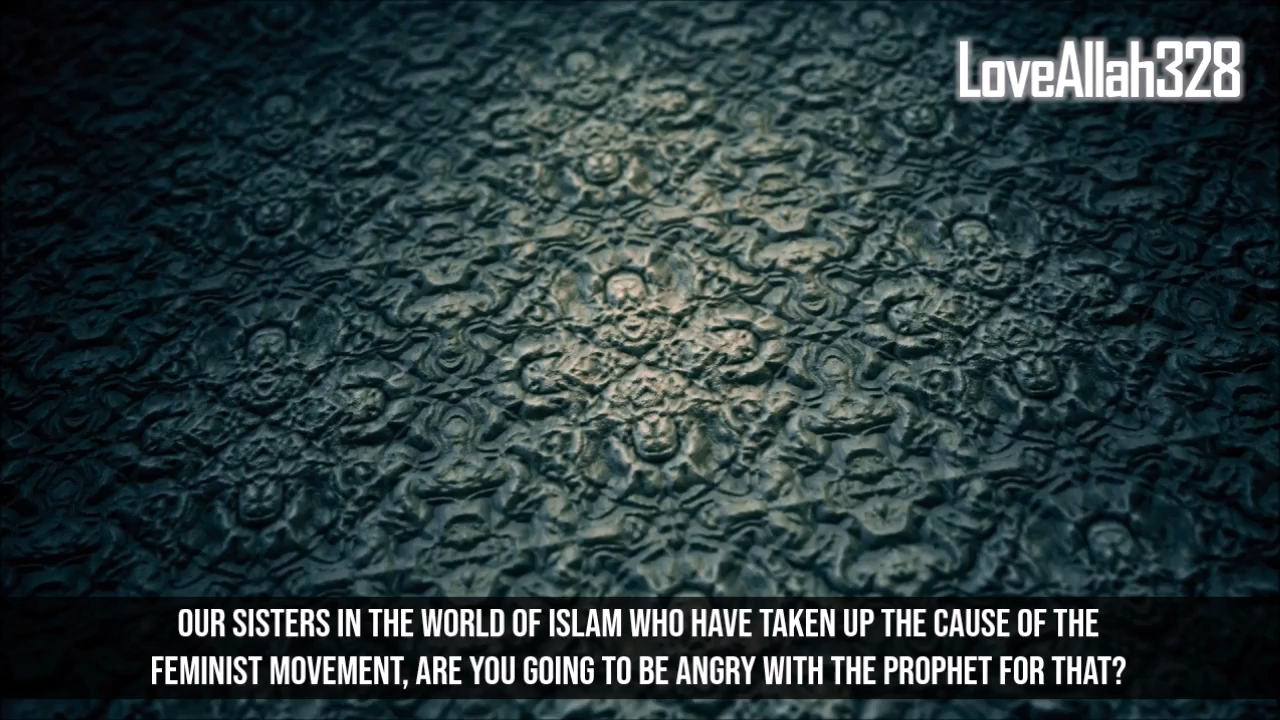 LoveAllah328
OUR SISTERS IN THE WORLD OF ISLAM WHO HAVE TAKEN UP THE CAUSE OF THE
FEMINIST MOVEMENT, ARE YOU GOING TO BE ANGRY WITH THE PROPHET FOR THAT?